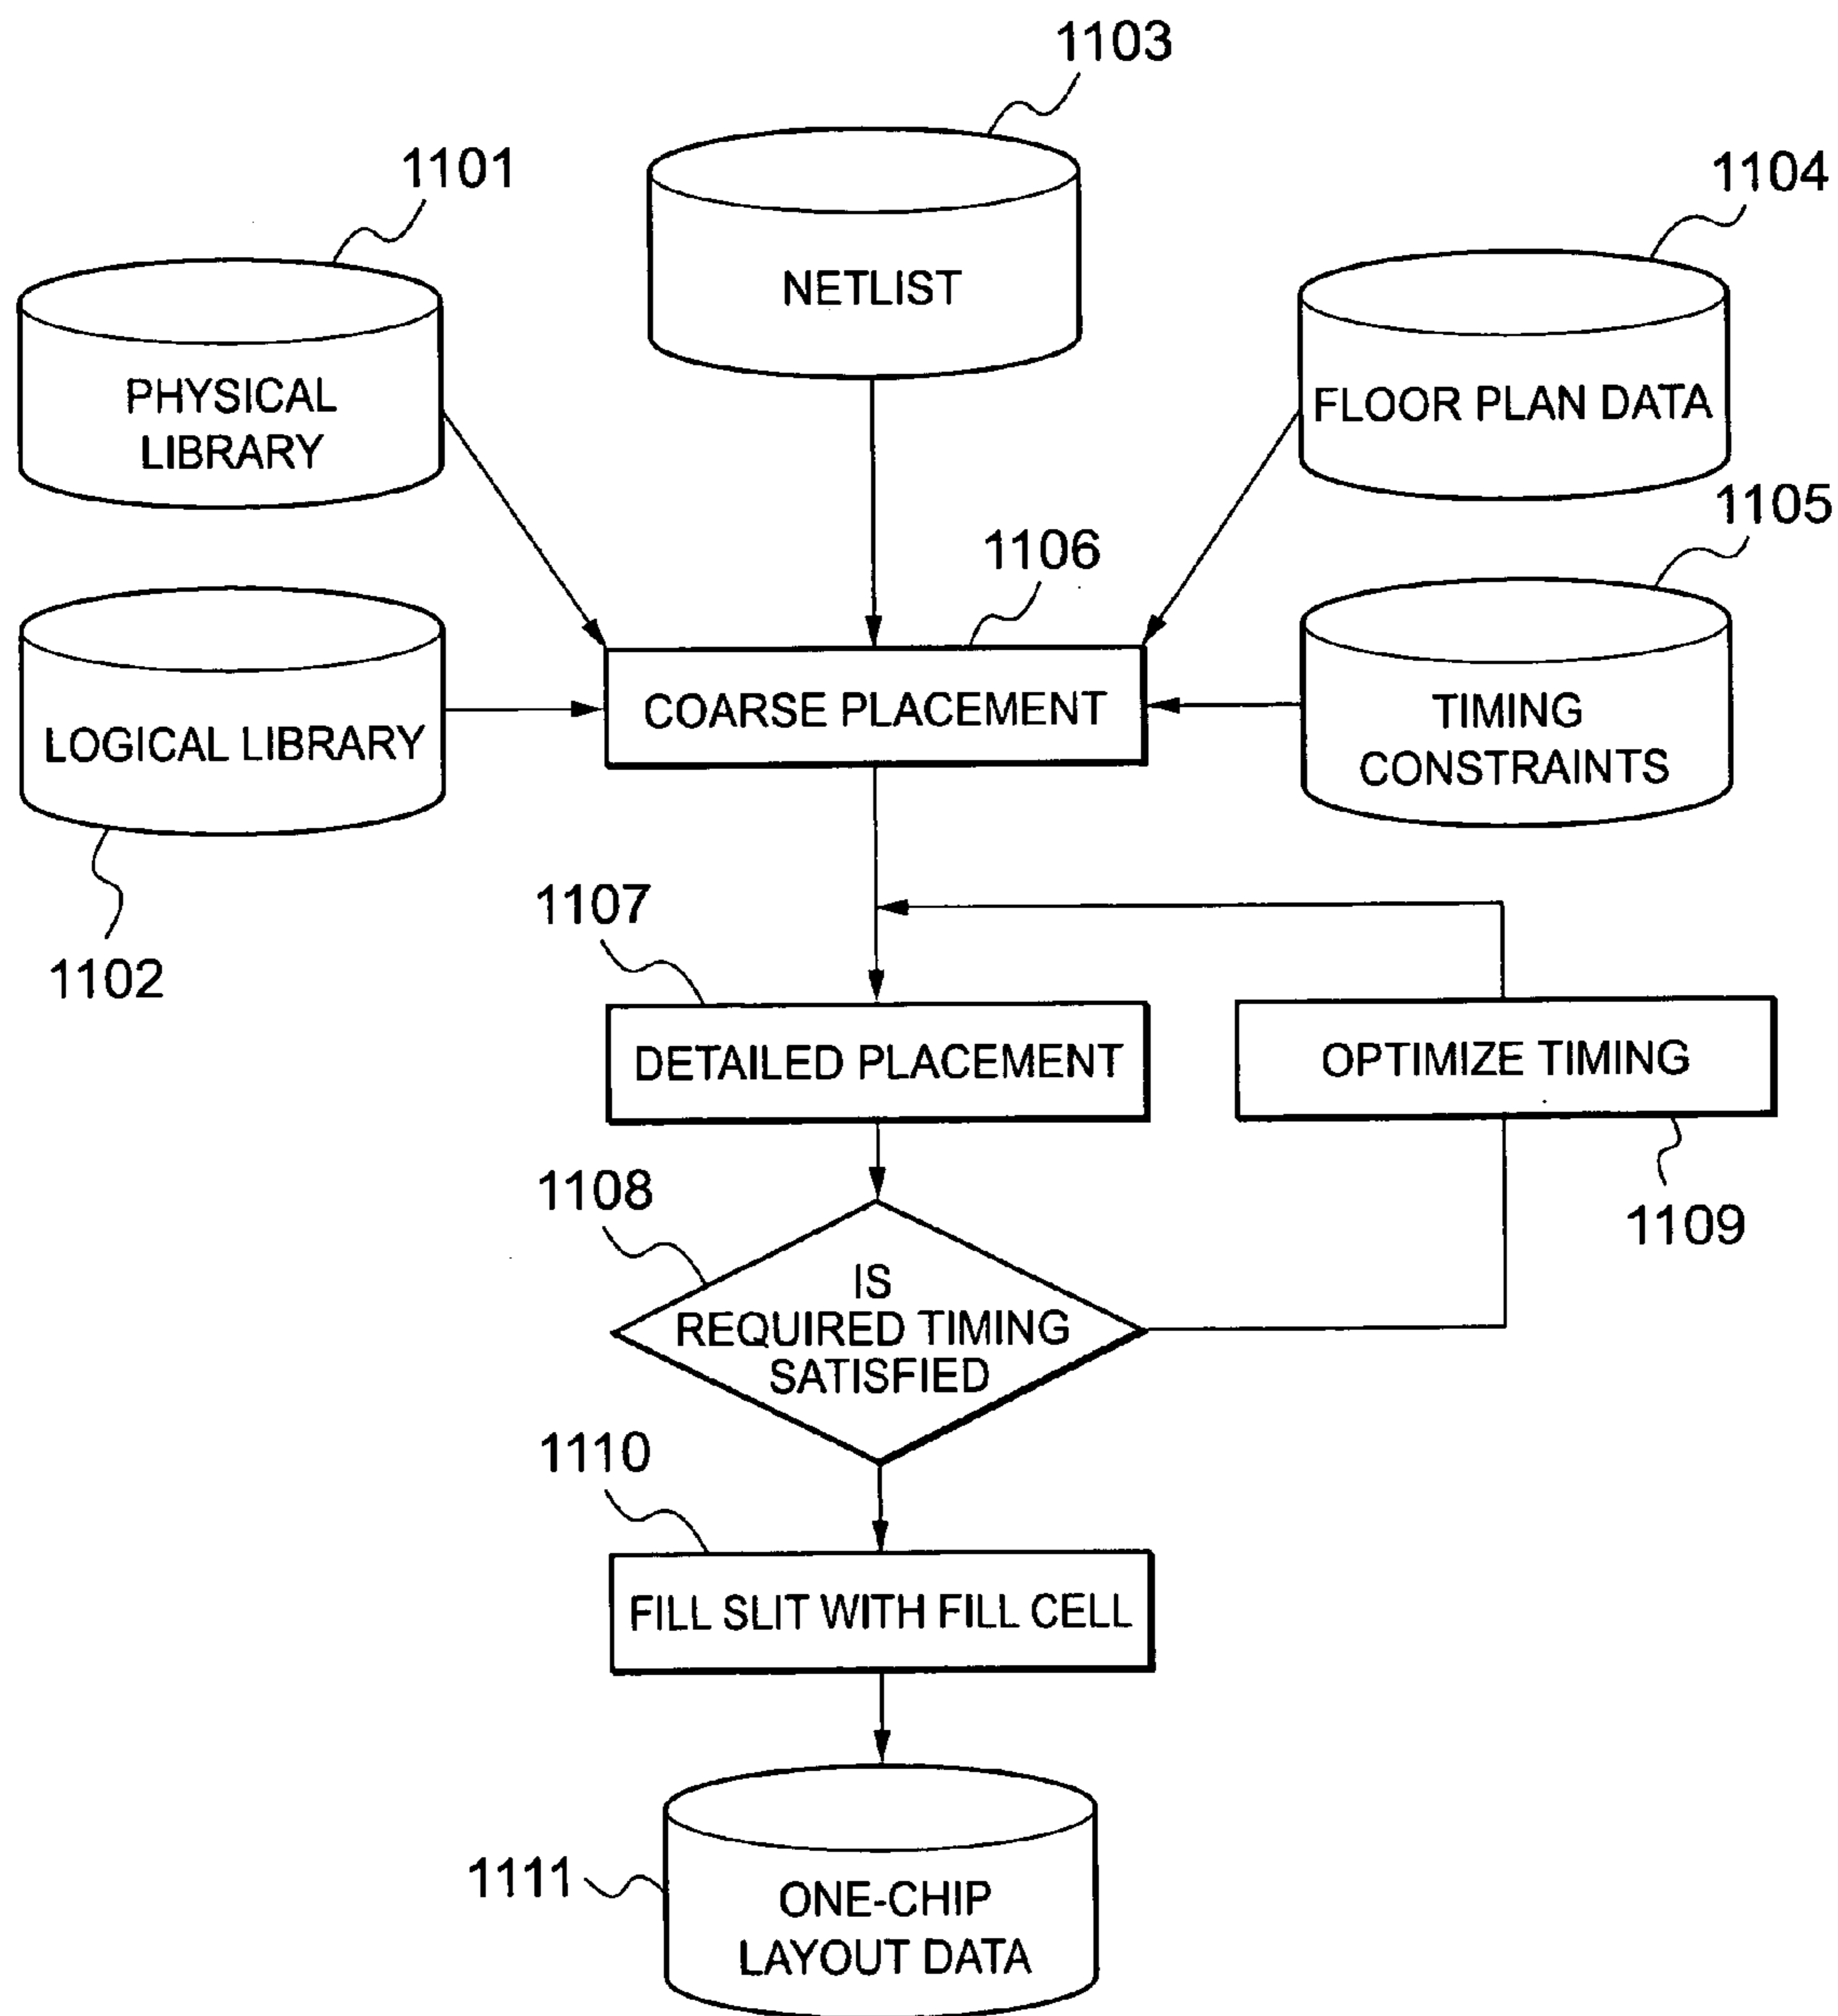 1103
1101
1104
NETLIST
PHYSICAL
LIBRARY
FLOOR PLAN DATA
1105
1106
LOGICAL LIBRARY
COARSE PLACEMENT
TIMING
CONSTRAINTS
1107
1102
DETAILED PLACEMENT
OPTIMIZE TIMING
1108
1109
IS
REQUIRED TIMING
SATISFIED
1110
FILL SLIT WITH FILL CELL
1111
ONE-CHIP
LAYOUT DATA